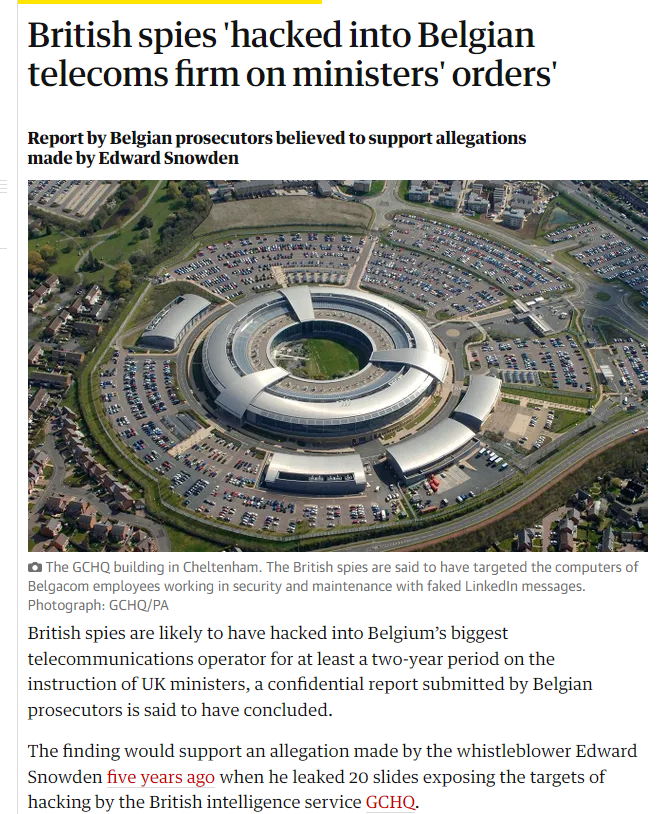 British spies 'hacked into Belgian
telecoms firm on ministers' orders'
Report by Belgian prosecutors believed to support allegations
made by Edward Snowden
The GCHQ building in Cheltenham. The British spies are said to have targeted the computers of
Belgacom employees working in security and maintenance with faked LinkedIn messages.
Photograph: GCHQ/PA
British spies are likely to have hacked into Belgium’s biggest
telecommunications operator for at least a two-year period on the
instruction of UK ministers, a confidential report submitted by Belgian
prosecutors is said to have concluded.
The finding would support an allegation made by the whistleblower Edward
Snowden five years ago when he leaked 20 slides exposing the targets of
hacking by the British intelligence service GCHQ.